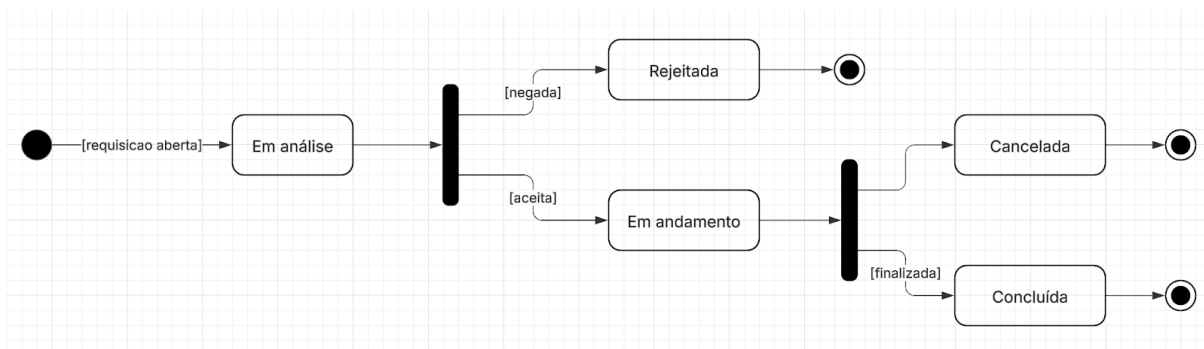 Rejeitada
[negada]
[requisicao aberta]
Em análise
Cancelada
[aceita]
Em andamento
[finalizada]
Concluída